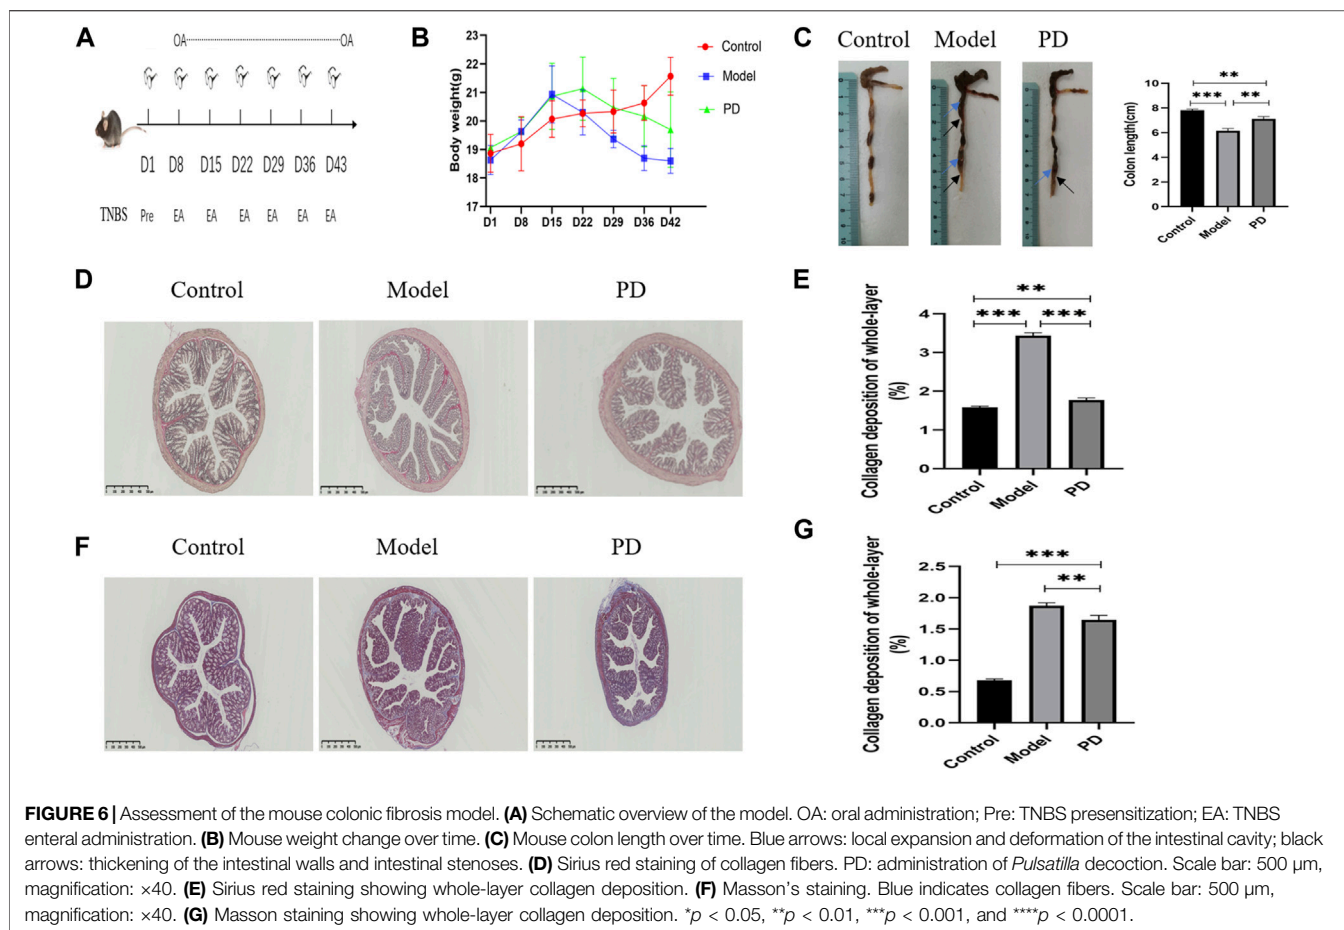 A
OA
OA
D1 D8 D15 D22 D29 D36 D43
TNBS Pre EA EA EA EA EA EA
B
Body weight(g)
23
22
21
20
19
18
17
D1 D8 D15 D22 D29 D36 D42
Control
Model
PD
C
Control Model PD
Colon length(cm)
10
8
6
4
2
0
**
*** **
Control Model PD
D
Control Model PD
E
Collagen deposition of whole-layer
(%)
4
3
2
1
0
**
*** ***
Control Model PD
F
Control Model PD
G
Collagen deposition of whole-layer
(%)
2.5
2.0
1.5
1.0
0.5
0.0
***
**
Control Model PD
FIGURE 6 | Assessment of the mouse colonic fibrosis model. (A) Schematic overview of the model. OA: oral administration; Pre: TNBS presensitization; EA: TNBS
enteral administration. (B) Mouse weight change over time. (C) Mouse colon length over time. Blue arrows: local expansion and deformation of the intestinal cavity; black
arrows: thickening of the intestinal walls and intestinal stenoses. (D) Sirius red staining of collagen fibers. PD: administration of Pulsatilla decoction. Scale bar: 500 µm,
magnification: ×40. (E) Sirius red staining showing whole-layer collagen deposition. (F) Masson's staining. Blue indicates collagen fibers. Scale bar: 500 µm,
magnification: ×40. (G) Masson staining showing whole-layer collagen deposition. *p < 0.05, **p < 0.01, ***p < 0.001, and ****p < 0.0001.